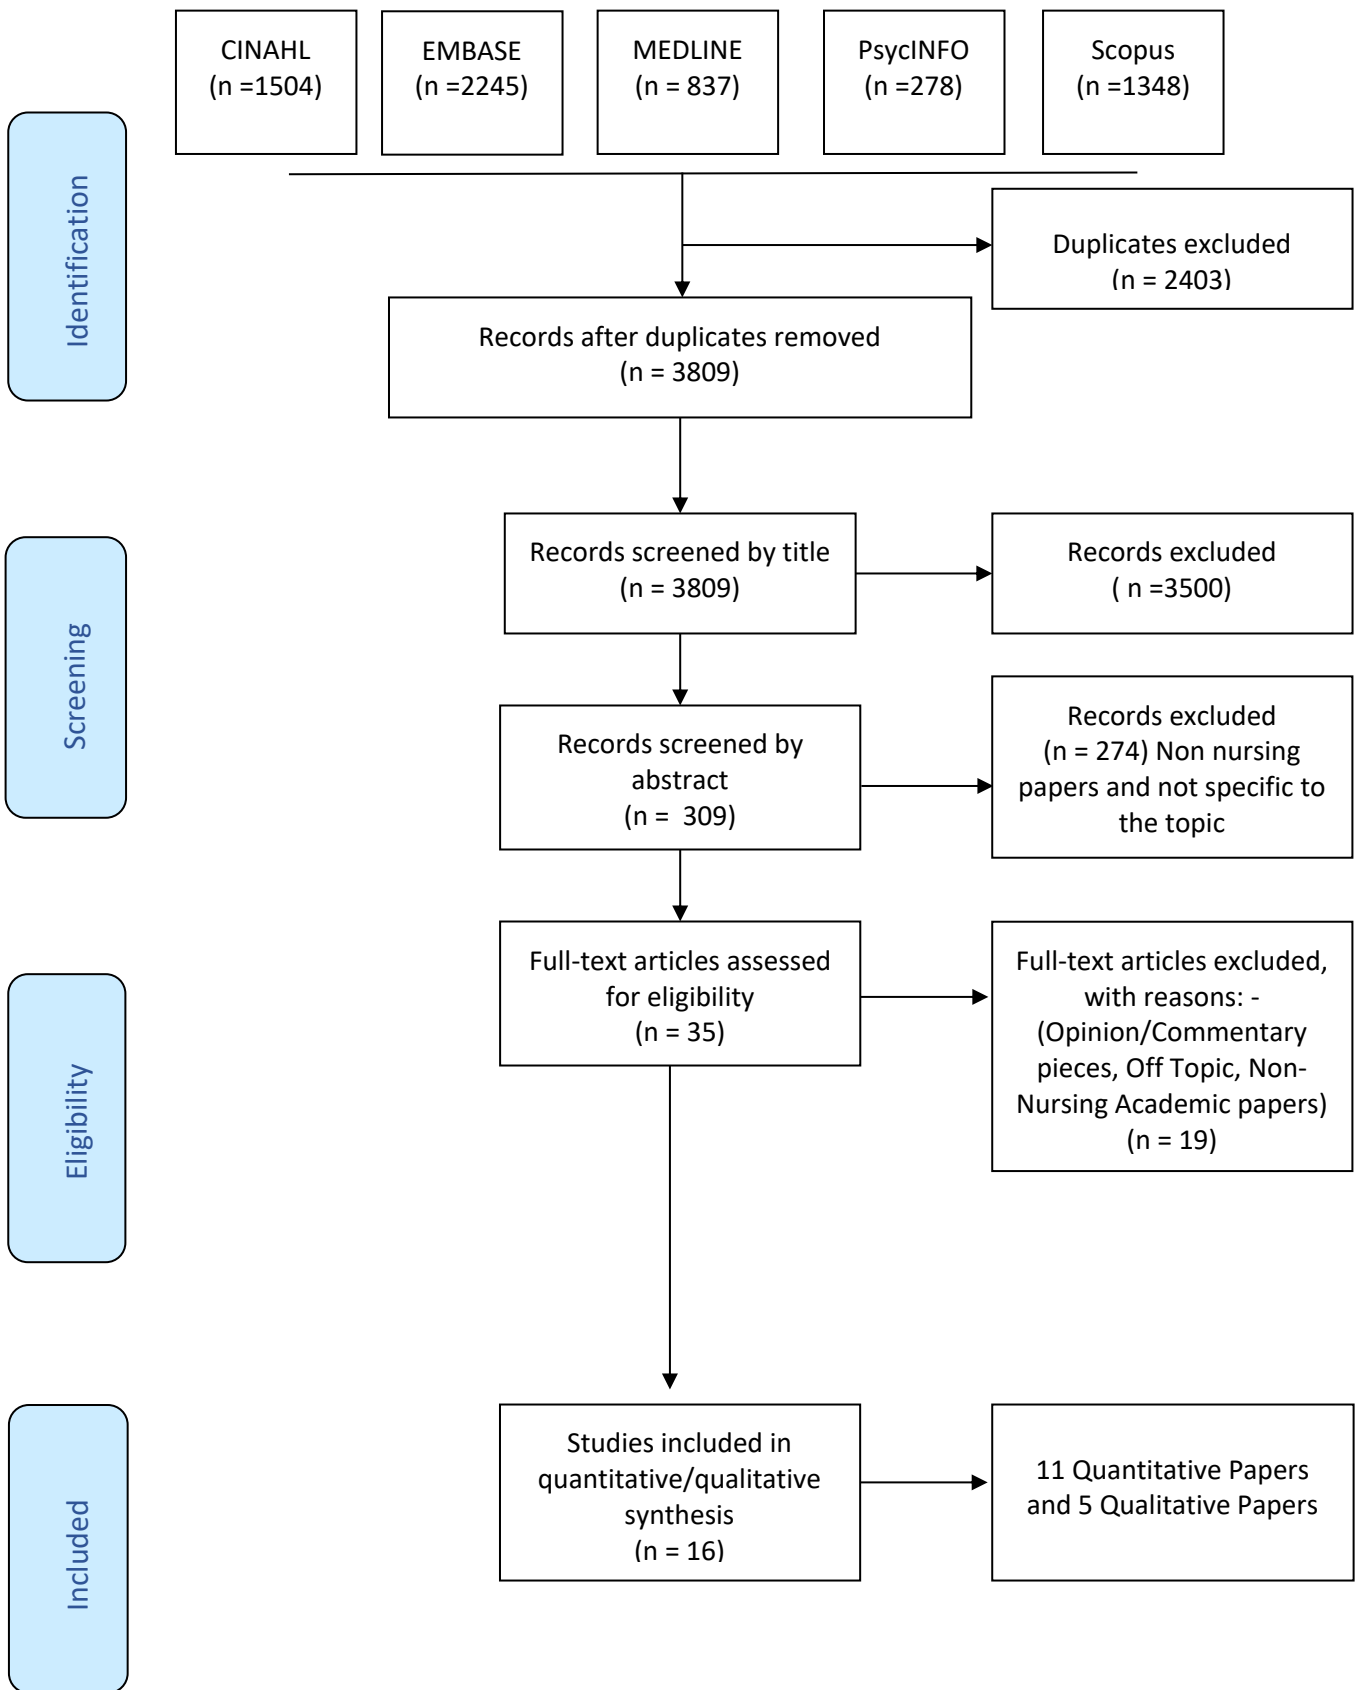 CINAHL
(n =1504)
EMBASE
(n =2245)
MEDLINE
(n = 837)
PsycINFO
(n =278)
Scopus
(n =1348)
Identification
Duplicates excluded
(n = 2403)
Records after duplicates removed
(n = 3809)
Screening
Records screened by title
(n = 3809)
Records excluded
( n =3500)
Records screened by
abstract
(n =  309)
Records excluded
(n = 274) Non nursing
papers and not specific to
the topic
Eligibility
Full-text articles assessed
for eligibility
(n = 35)
Full-text articles excluded,
with reasons: -
(Opinion/Commentary
pieces, Off Topic, Non-
Nursing Academic papers)
(n = 19)
Included
Studies included in
quantitative/qualitative
synthesis
(n = 16)
11 Quantitative Papers
and 5 Qualitative Papers